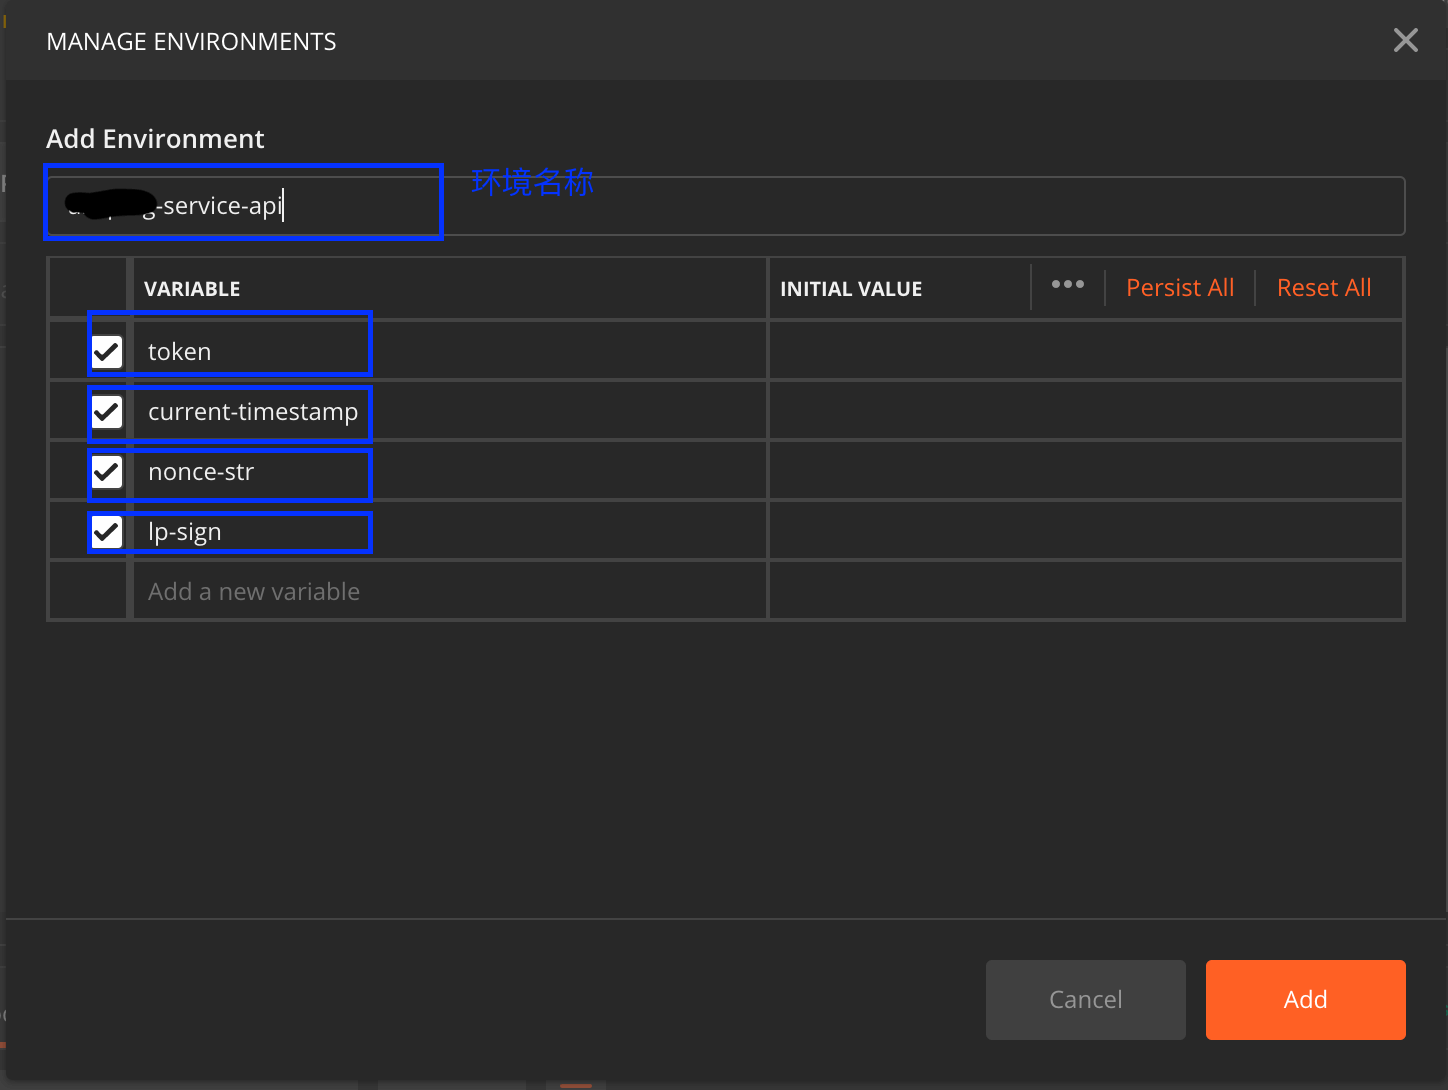 MANAGE ENVIRONMENTS
Add Environment
环境名称
-service-api
VARIABLE
INITIAL VALUE
Persist All
Reset All
token
current-timestamp
nonce-str
lp-sign
Add a new variable
Cancel
Add